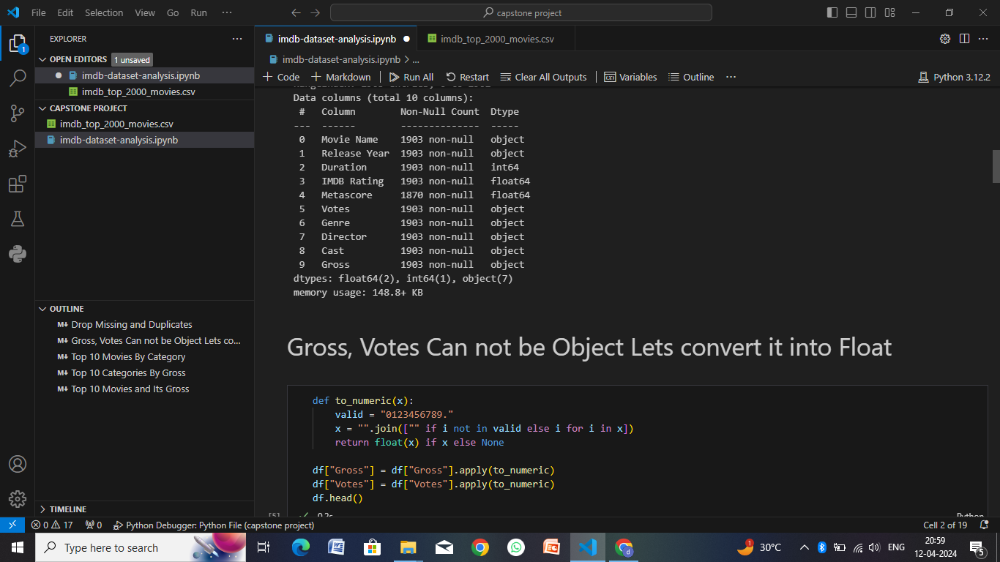 File Edit Selection View Go Run ···
capstone project
EXPLORER ···
OPEN EDITORS 1 unsaved
imdb-dataset-analysis.ipynb
imdb_top_2000_movies.csv
CAPSTONE PROJECT
imdb_top_2000_movies.csv
imdb-dataset-analysis.ipynb
OUTLINE
M↓ Drop Missing and Duplicates
M↓ Gross, Votes Can not be Object Lets co...
M↓ Top 10 Movies By Category
M↓ Top 10 Categories By Gross
M↓ Top 10 Movies and Its Gross
TIMELINE
imdb-dataset-analysis.ipynb ● imdb_top_2000_movies.csv
imdb-dataset-analysis.ipynb > ...
+ Code + Markdown Run All Restart Clear All Outputs Variables Outline ··· Python 3.12.2
Data columns (total 10 columns):
# Column Non-Null Count Dtype
--- ------ -------------- -----
0 Movie Name 1903 non-null object
1 Release Year 1903 non-null object
2 Duration 1903 non-null int64
3 IMDB Rating 1903 non-null float64
4 Metascore 1870 non-null float64
5 Votes 1903 non-null object
6 Genre 1903 non-null object
7 Director 1903 non-null object
8 Cast 1903 non-null object
9 Gross 1903 non-null object
dtypes: float64(2), int64(1), object(7)
memory usage: 148.8+ KB
Gross, Votes Can not be Object Lets convert it into Float
def to_numeric(x):
    valid = "0123456789."
    x = "".join(["" if i not in valid else i for i in x])
    return float(x) if x else None
df["Gross"] = df["Gross"].apply(to_numeric)
df["Votes"] = df["Votes"].apply(to_numeric)
df.head()
[5] 0.2s Python
0 17 0 Python Debugger: Python File (capstone project) Cell 2 of 19
Type here to search
1 30°C ENG 20:59
12-04-2024 5